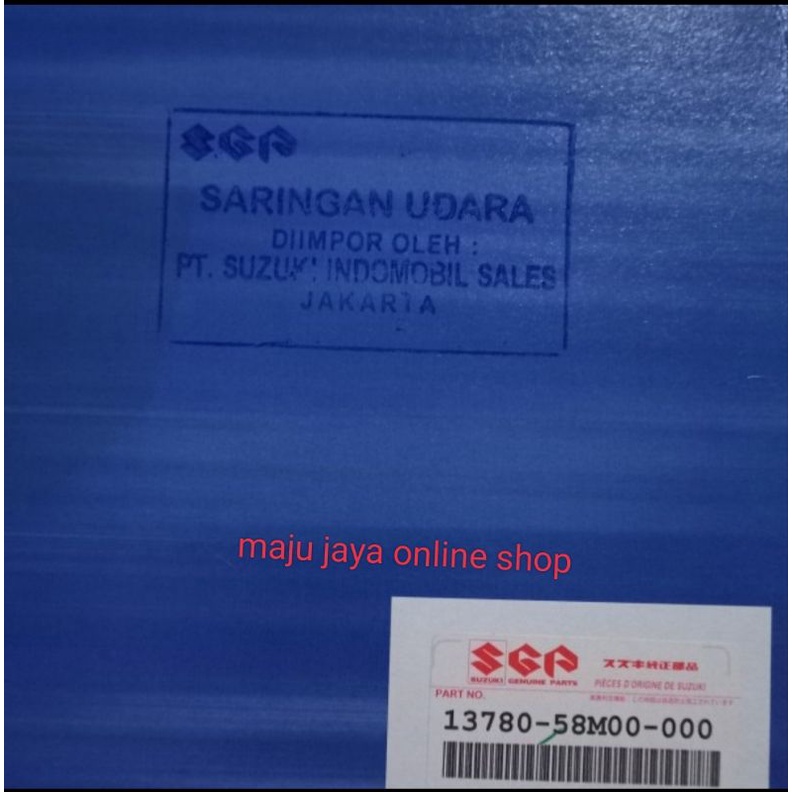 SGP
SARINGAN UDARA
DIIMPOR OLEH :
PT. SUZUKI INDOMOBIL SALES
JAKARTA
maju jaya online shop
SGP スズキ純正部品
SUZUKI GENUINE PARTS PIÈCES D'ORIGINE DE SUZUKI
PART NO.
13780-58M00-000